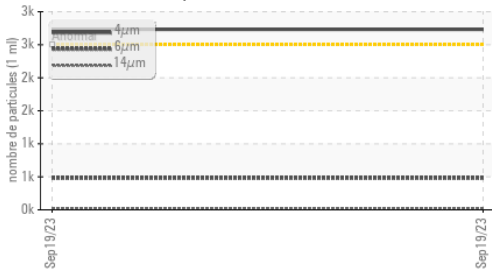 3k
3k
2k
2k
1k
1k
0k
nombre de particules (1 ml)
Anormal
4μm
6μm
14μm
Sep19/23
Sep19/23